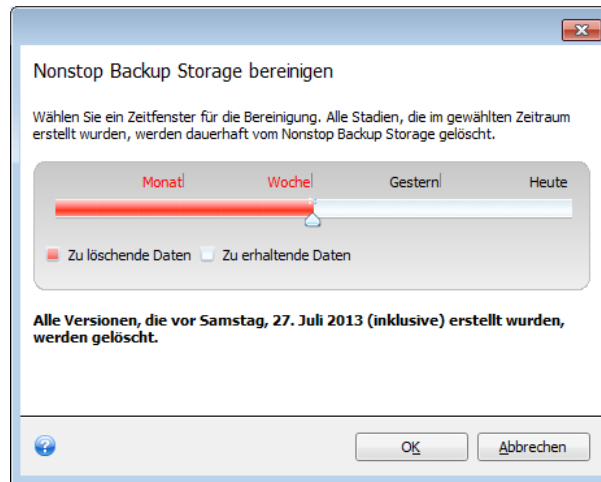 Nonstop Backup Storage bereinigen
Wählen Sie ein Zeitfenster für die Bereinigung. Alle Stadien, die im gewählten Zeitraum
erstellt wurden, werden dauerhaft vom Nonstop Backup Storage gelöscht.
Monat Woche Gestern Heute
Zu löschende Daten Zu erhaltende Daten
Alle Versionen, die vor Samstag, 27. Juli 2013 (inklusive) erstellt wurden,
werden gelöscht.
? OK Abbrechen